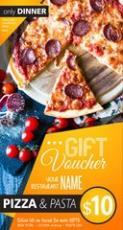 only DINNER
GIFT
Voucher
YOUR
RESTAURANT NAME
PIZZA & PASTA
$10